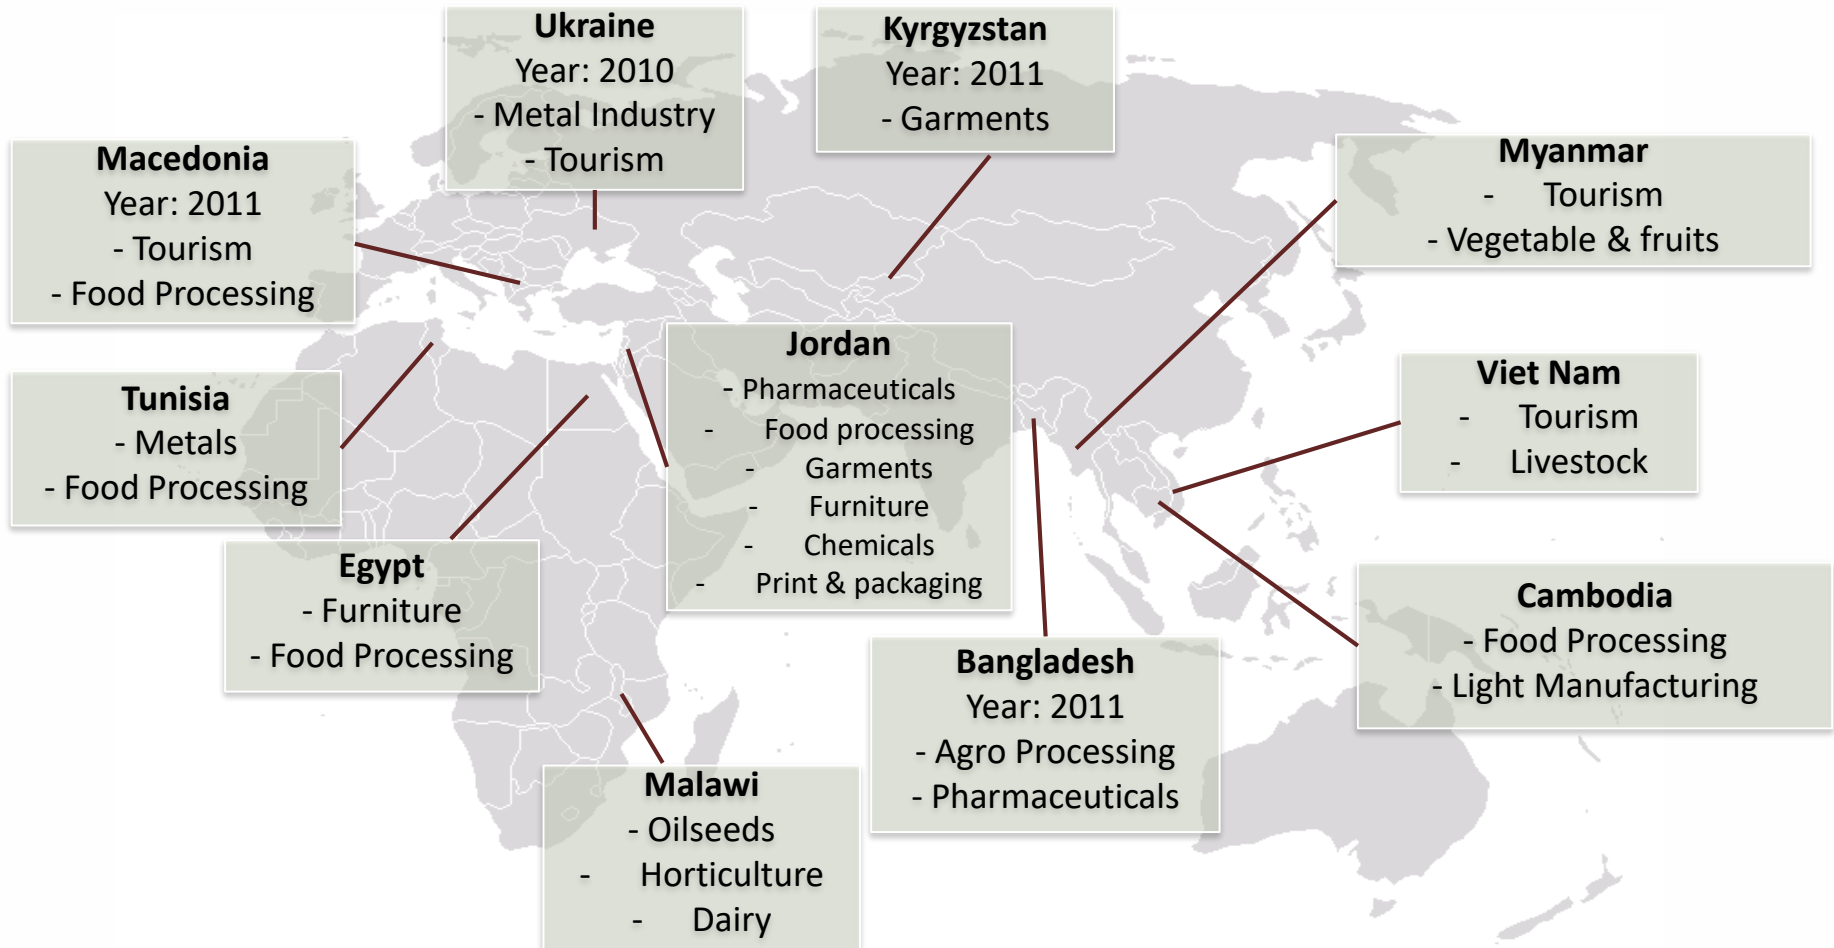 Ukraine
Year: 2010
- Metal Industry
- Tourism
Kyrgyzstan
Year: 2011
- Garments
Macedonia
Year: 2011
- Tourism
- Food Processing
Myanmar
- Tourism
- Vegetable & fruits
Jordan
- Pharmaceuticals
- Food processing
- Garments
- Furniture
- Chemicals
- Print & packaging
Viet Nam
- Tourism
- Livestock
Tunisia
- Metals
- Food Processing
Egypt
- Furniture
- Food Processing
Cambodia
- Food Processing
- Light Manufacturing
Bangladesh
Year: 2011
- Agro Processing
- Pharmaceuticals
Malawi
- Oilseeds
- Horticulture
- Dairy